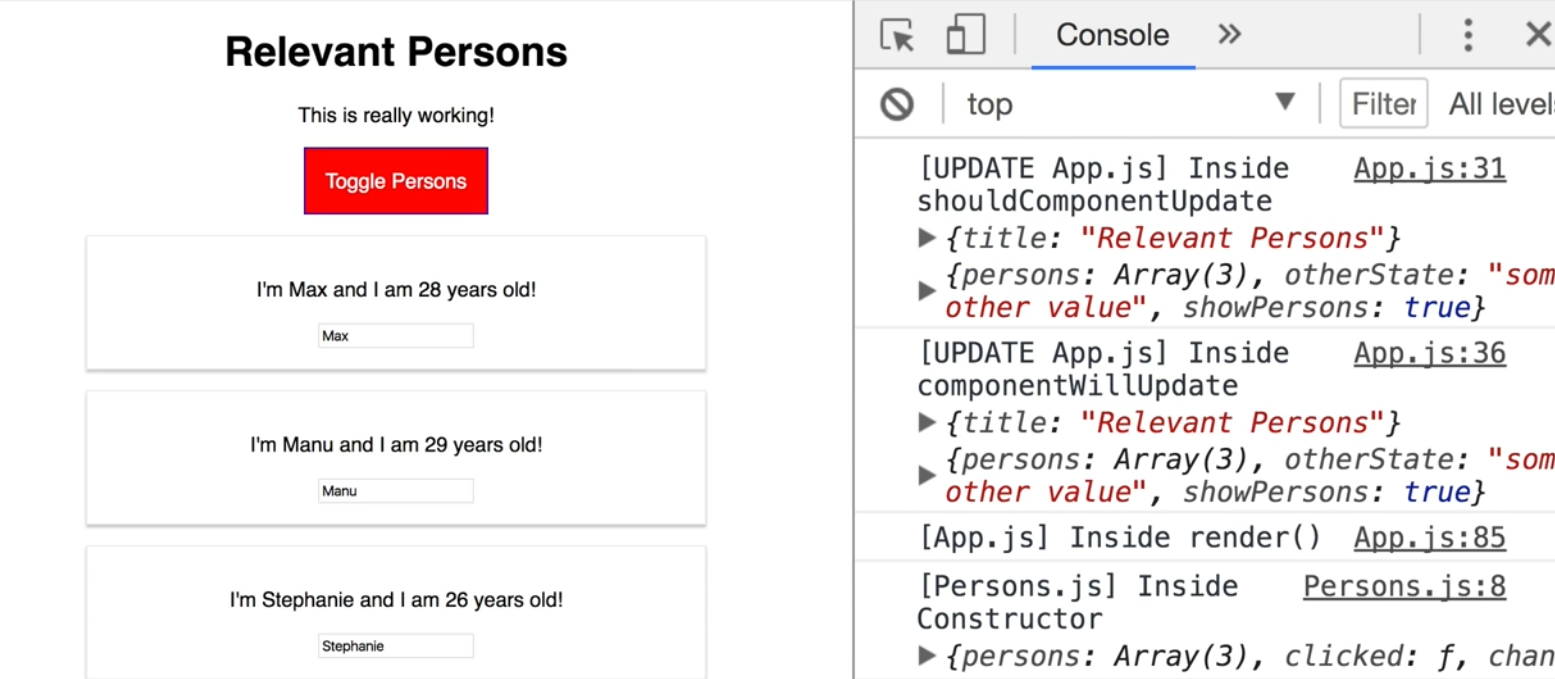 Relevant Persons
This is really working!
Toggle Persons
I'm Max and I am 28 years old!
Max
I'm Manu and I am 29 years old!
Manu
I'm Stephanie and I am 26 years old!
Stephanie
Console
top
Filter
All levels
[UPDATE App.js] Inside App.js:31
shouldComponentUpdate
{title: "Relevant Persons"}
{persons: Array(3), otherState: "som
other value", showPersons: true}
[UPDATE App.js] Inside App.js:36
componentWillUpdate
{title: "Relevant Persons"}
{persons: Array(3), otherState: "som
other value", showPersons: true}
[App.js] Inside render() App.js:85
[Persons.js] Inside Persons.js:8
Constructor
{persons: Array(3), clicked: ƒ, chan